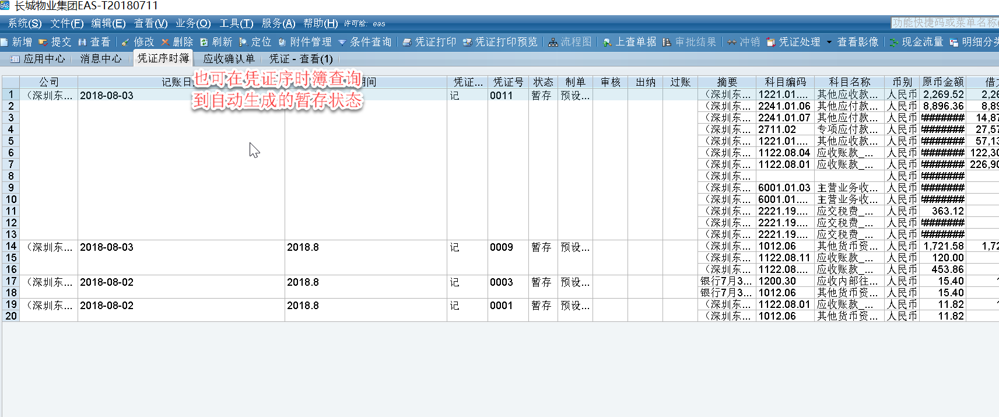 EAS 长城物业集团EAS-T20180711
系统(S) 文件(F) 编辑(E) 查看(V) 业务(O) 工具(T) 服务(A) 帮助(H) 许可给: eas 功能快捷码或菜单名称
新增 提交 查看 修改 删除 刷新 定位 附件管理 条件查询 凭证打印 凭证打印预览 流程图 上查单据 审批结果 冲销 凭证处理 查看影像 现金流量 明细分
应用中心 消息中心 凭证序时簿 应收确认单 凭证 - 查看(1)
也可在凭证序时簿查询
到自动生成的暂存状态
公司 记账日 期间 凭证... 凭证号 状态 制单 审核 出纳 过账 摘要 科目编码 科目名称 币别 原币金额 借
1 （深圳东... 2018-08-03 记 0011 暂存 预设... （深圳东... 1221.01.... 其他应收款... 人民币 2,269.52 2,26
2 （深圳东... 2241.01.06 其他应付款... 人民币 8,896.36 8,89
3 （深圳东... 2241.01.07 其他应付款... 人民币 ####### 14,87
4 （深圳东... 2711.02 专项应付款... 人民币 ####### 27,57
5 （深圳东... 1221.01.... 其他应收款... 人民币 ####### 57,13
6 （深圳东... 1122.08.04 应收账款_... 人民币 ####### 122,30
7 （深圳东... 1122.08.01 应收账款_... 人民币 ####### 226,90
8 （深圳东... 人民币 #######
9 （深圳东... 6001.01.03 主营业务收... 人民币 #######
10 （深圳东... 6001.01.... 主营业务收... 人民币 #######
11 （深圳东... 2221.19.... 应交税费_... 人民币 363.12
12 （深圳东... 2221.19.... 应交税费_... 人民币 #######
13 （深圳东... 2221.19.... 应交税费_... 人民币 #######
14 （深圳东... 2018-08-03 2018.8 记 0009 暂存 预设... （深圳东... 1012.06 其他货币资... 人民币 1,721.58 1,72
15 （深圳东... 1122.08.11 应收账款_... 人民币 120.00
16 （深圳东... 1122.08.... 应收账款_... 人民币 453.86
17 （深圳东... 2018-08-02 2018.8 记 0003 暂存 预设... 银行7月3... 1200.30 应收内部往... 人民币 15.40
18 银行7月3... 1012.06 其他货币资... 人民币 15.40
19 （深圳东... 2018-08-02 2018.8 记 0001 暂存 预设... （深圳东... 1122.08.01 应收账款_... 人民币 11.82
20 （深圳东... 1012.06 其他货币资... 人民币 11.82